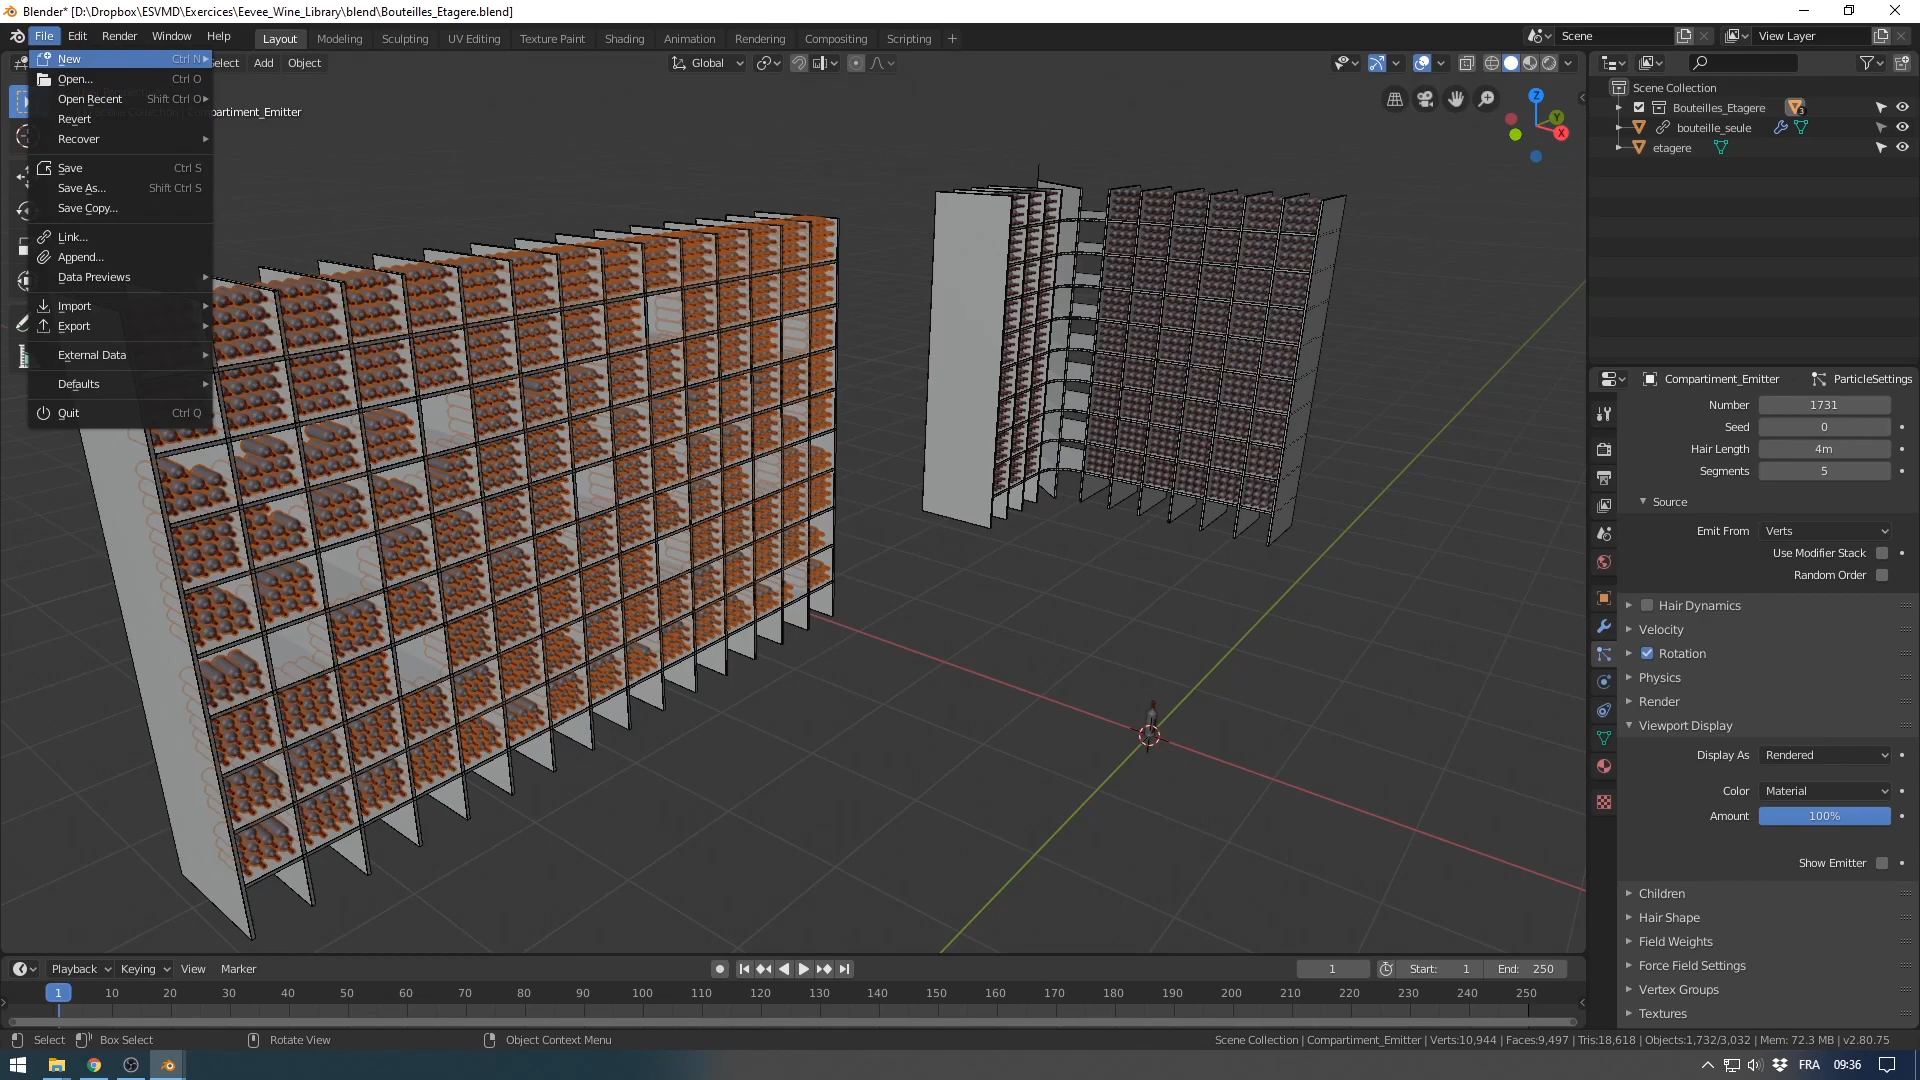 Blender* [D:\Dropbox\ESVMD\Exercices\Eevee_Wine_Library\blend\Bouteilles_Etagere.blend]
File Edit Render Window Help Layout Modeling Sculpting UV Editing Texture Paint Shading Animation Rendering Compositing Scripting + Scene View Layer
New Ctrl N
Open... Ctrl O
Open Recent Shift Ctrl O
Revert
Recover
Save Ctrl S
Save As... Shift Ctrl S
Save Copy...
Link...
Append...
Data Previews
Import
Export
External Data
Defaults
Quit Ctrl Q
Select Add Object
Global
partment_Emitter
Z
Y
X
Scene Collection
Bouteilles_Etagere 3
bouteille_seule
etagere
Compartment_Emitter ParticleSettings
Number 1731
Seed 0
Hair Length 4m
Segments 5
Source
Emit From Verts
Use Modifier Stack
Random Order
Hair Dynamics
Velocity
Rotation
Physics
Render
Viewport Display
Display As Rendered
Color Material
Amount 100%
Show Emitter
Children
Hair Shape
Field Weights
Force Field Settings
Vertex Groups
Textures
Playback Keying View Marker 1 Start: 1 End: 250
1 10 20 30 40 50 60 70 80 90 100 110 120 130 140 150 160 170 180 190 200 210 220 230 240 250
Select Box Select Rotate View Object Context Menu Scene Collection | Compartment_Emitter | Verts:10,944 | Faces:9,497 | Tris:18,618 | Objects:1,732/3,032 | Mem: 72.3 MB | v2.80.75
FRA 09:36